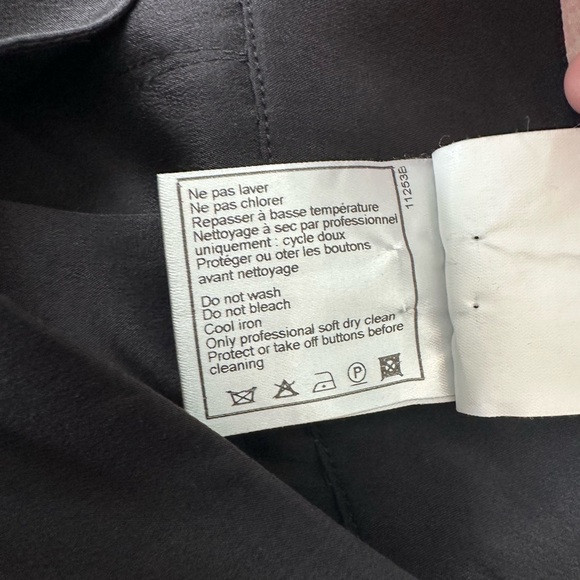 Ne pas laver
Ne pas chlorer
Repasser à basse température
Nettoyage à sec par professionnel
uniquement : cycle doux
Protéger ou oter les boutons
avant nettoyage
Do not wash
Do not bleach
Cool iron
Only professional soft dry clean
Protect or take off buttons before
cleaning
P
11253B